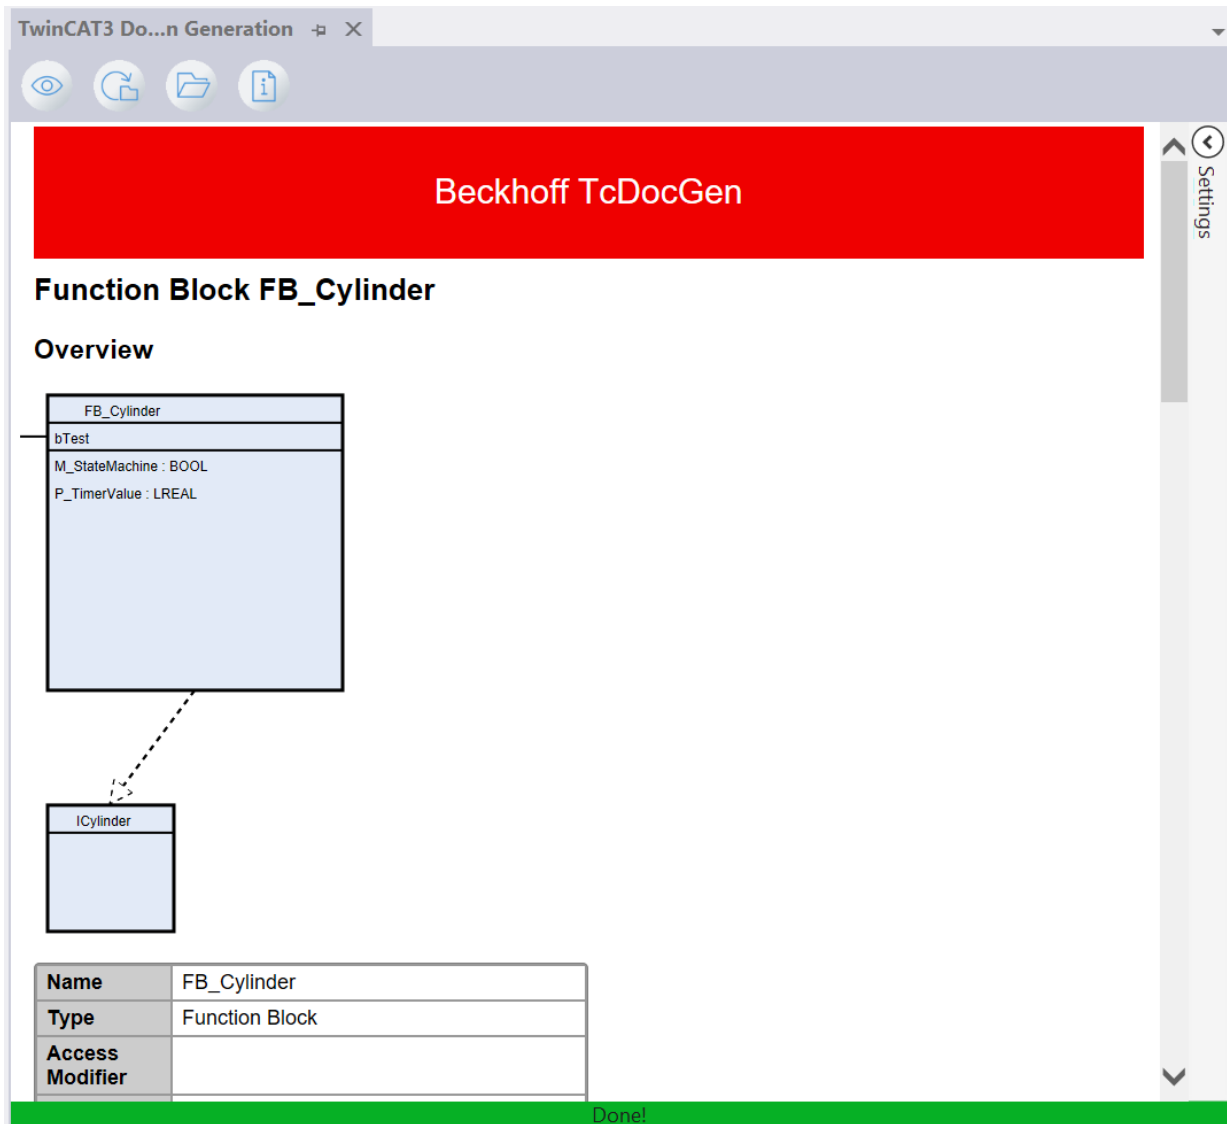 TwinCAT3 Do...n Generation
Settings
Beckhoff TcDocGen
Function Block FB_Cylinder
Overview
FB_Cylinder
bTest
M_StateMachine : BOOL
P_TimerValue : LREAL
ICylinder
Name FB_Cylinder
Type Function Block
Access
Modifier
Done!